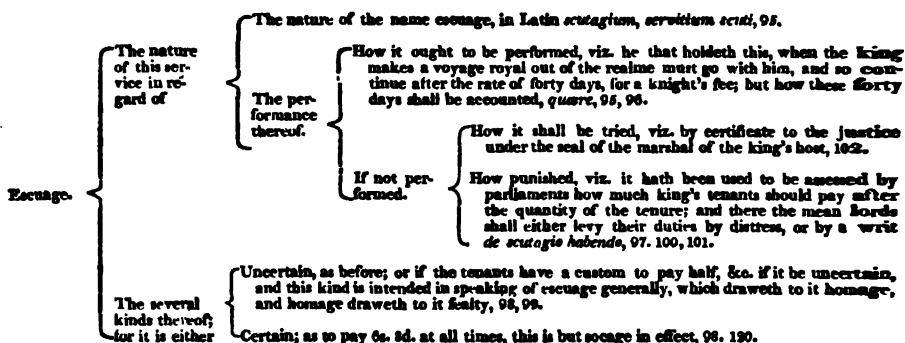 The nature of the name escuage, in Latin scutagium, servitium scuti, 95.
The nature
of this ser-
vice in re-
gard of
How it ought to be performed, viz. he that holdeth this, when the king
makes a voyage royal out of the realme must go with him, and so con-
tinue after the rate of forty days, for a knight's fee; but how these forty
days shall be accounted, quære, 95, 96.
The per-
formance
thereof.
How it shall be tried, viz. by certificate to the justice
under the seal of the marshal of the king's host, 102.
If not per-
formed.
How punished, viz. it hath been used to be assessed by
parliaments how much king's tenants should pay after
the quantity of the tenure; and there the mean lords
shall either levy their duties by distress, or by a writ
de scutagio habendo, 97. 100, 101.
Escuage.
Uncertain, as before; or if the tenants have a custom to pay half, &c. if it be uncertain,
and this kind is intended in speaking of escuage generally, which draweth to it homage,
and homage draweth to it fealty, 98, 99.
The several
kinds thereof;
for it is either
Certain; as to pay 6s. 8d. at all times, this is but socage in effect, 98. 120.